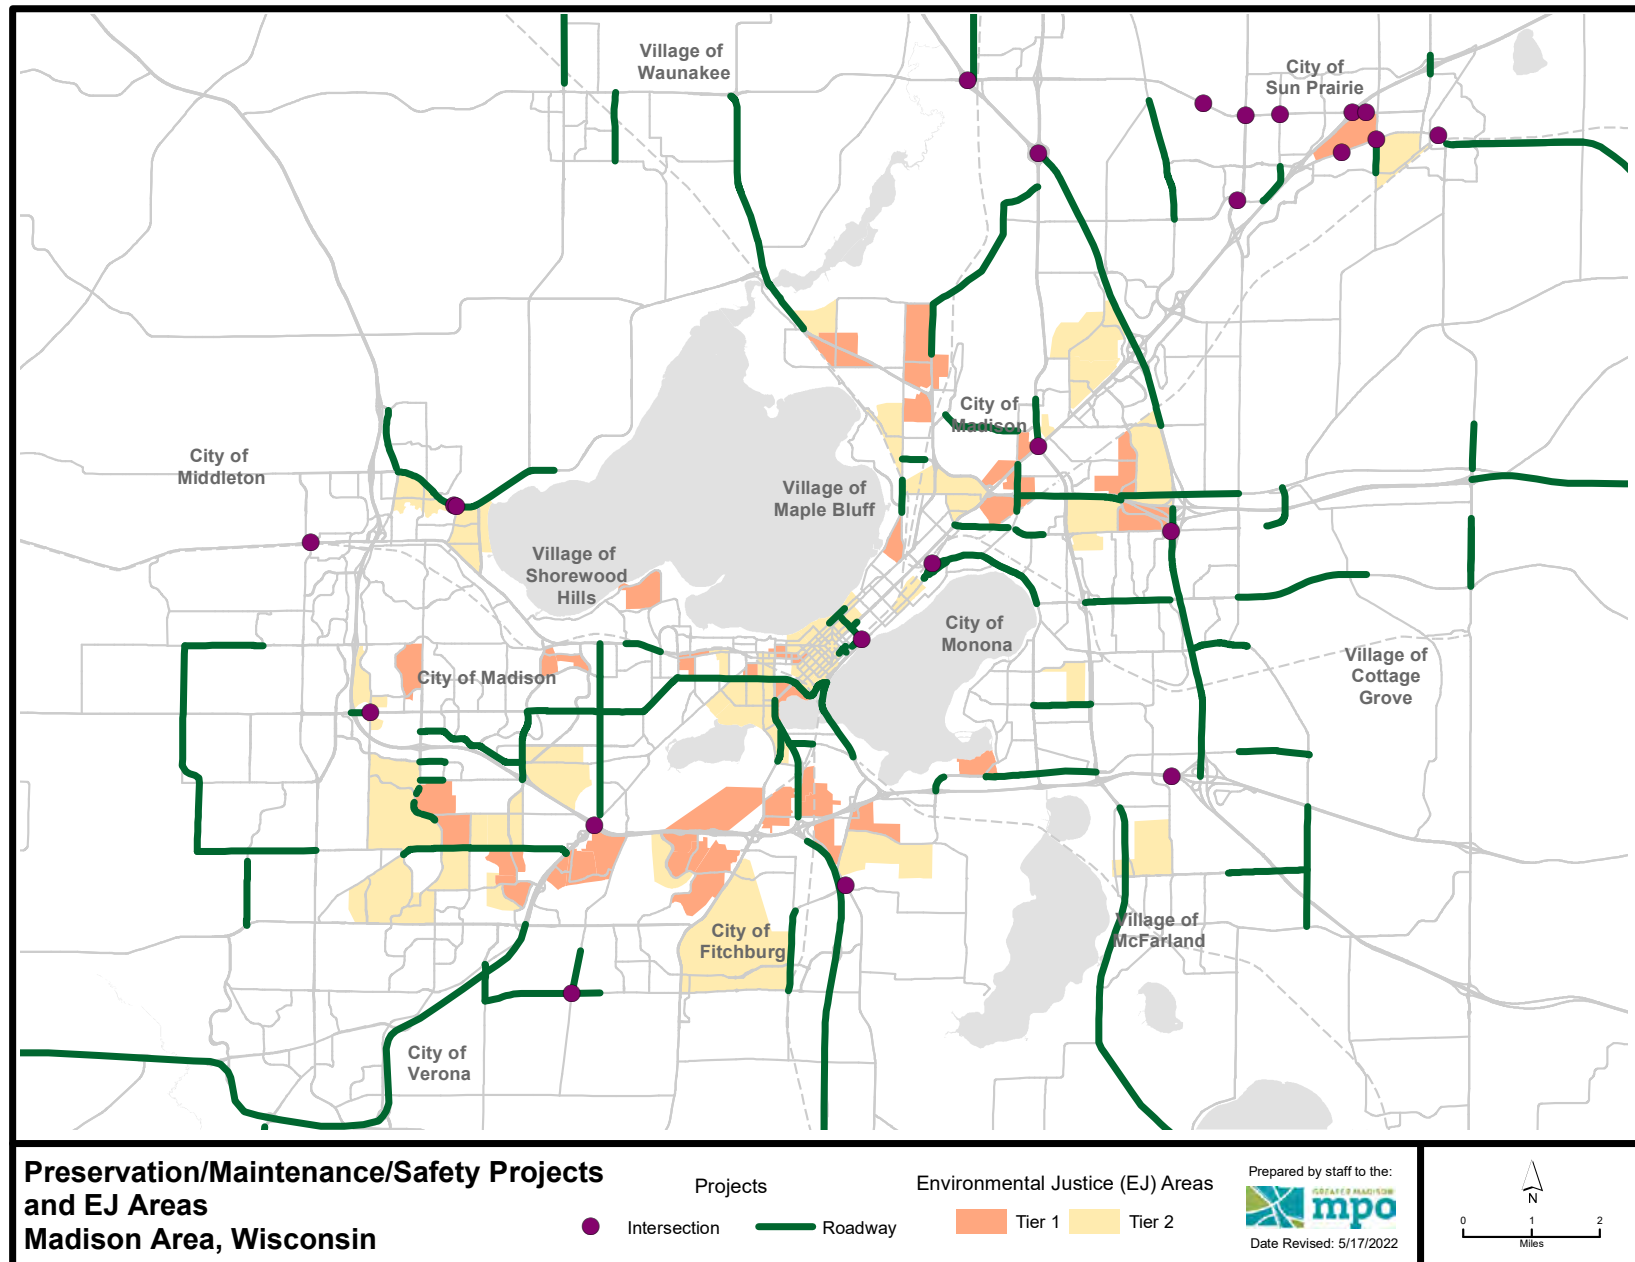 Village of
Waunakee
City of
Sun Prairie
City of
Madison
City of
Middleton
Village of
Maple Bluff
Village of
Shorewood
Hills
City of
Monona
Village of
Cottage
Grove
City of Madison
Village of
McFarland
City of
Fitchburg
City of
Verona
Preservation/Maintenance/Safety Projects
and EJ Areas
Madison Area, Wisconsin
Projects
Intersection
Roadway
Environmental Justice (EJ) Areas
Tier 1
Tier 2
Prepared by staff to the:
GREATER MADISON
mpo
Date Revised: 5/17/2022
N
0 1 2
Miles